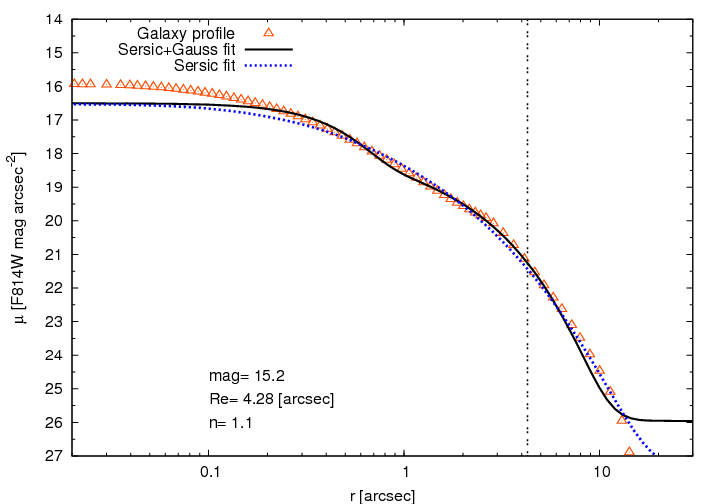 Galaxy profile
Sersic+Gauss fit
Sersic fit
14
15
16
17
18
19
20
21
22
23
24
25
26
27
μ [F814W mag arcsec-2]
mag= 15.2
Re= 4.28 [arcsec]
n= 1.1
0.1 1 10
r [arcsec]